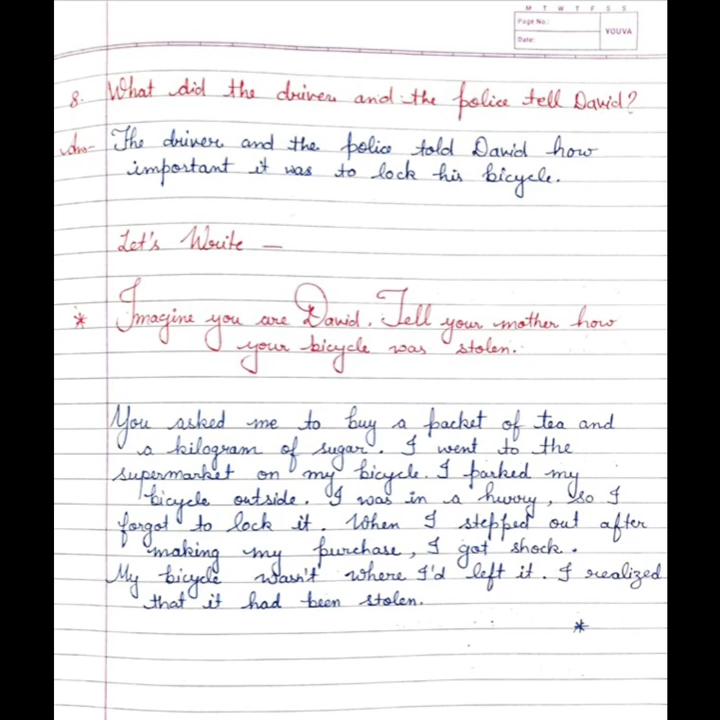 M T W T F S S
Page No.:
YOUVA
Date:
8. What did the driver and the police tell David?
Ans- The driver and the police told David how
important it was to lock his bicycle.
Let's Write —
* Imagine you are David. Tell your mother how
your bicycle was stolen.
You asked me to buy a packet of tea and
a kilogram of sugar. I went to the
supermarket on my bicycle. I parked my
bicycle outside. I was in a hurry, so I
forgot to lock it. When I stepped out after
making my purchase, I got shock.
My bicycle wasn't where I'd left it. I realized
that it had been stolen.
*